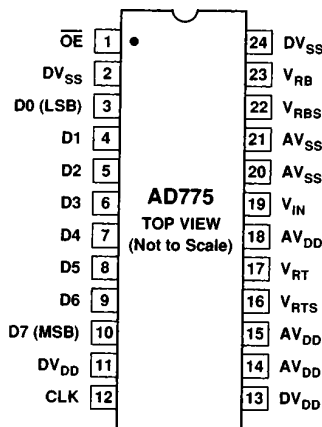 OE 1 24 DVSS
DVSS 2 23 VRB
D0 (LSB) 3 22 VRBS
D1 4 21 AVSS
D2 5 20 AVSS
D3 6 AD775 19 VIN
D4 7 TOP VIEW 18 AVDD
D5 8 (Not to Scale) 17 VRT
D6 9 16 VRTS
D7 (MSB) 10 15 AVDD
DVDD 11 14 AVDD
CLK 12 13 DVDD